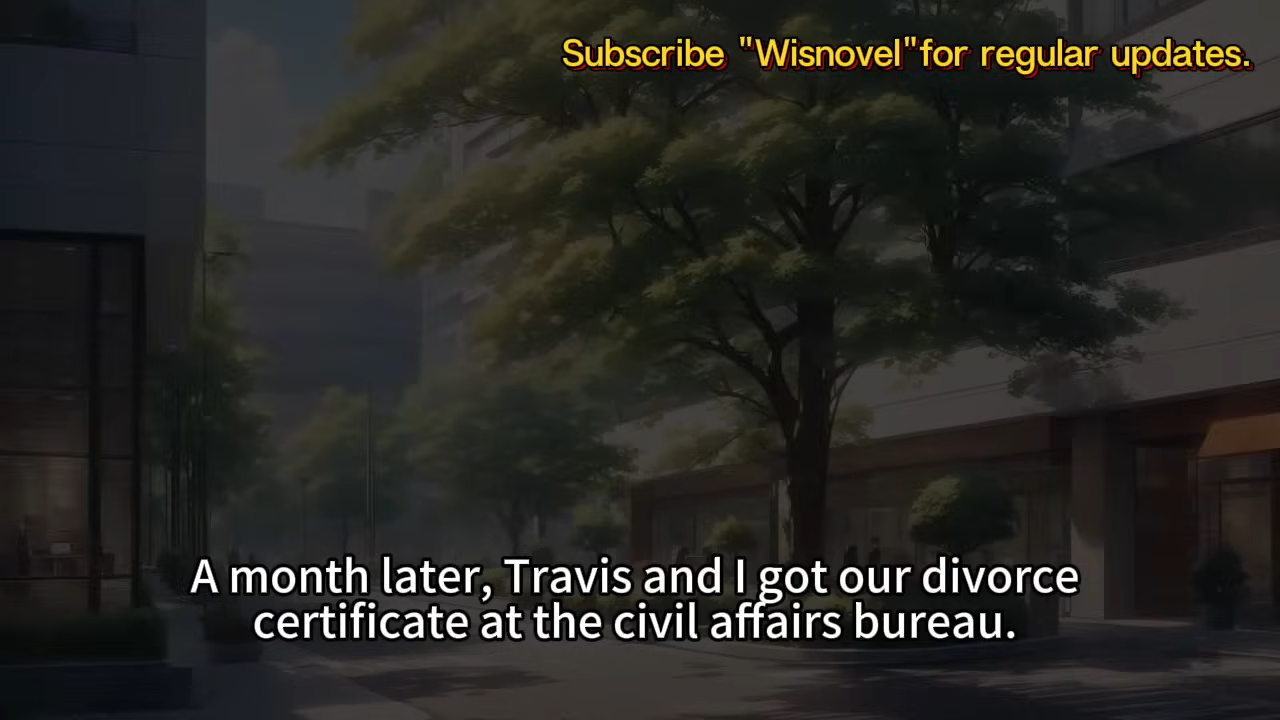 Subscribe "Wisnovel"for regular updates.
A month later, Travis and I got our divorce
certificate at the civil affairs bureau.